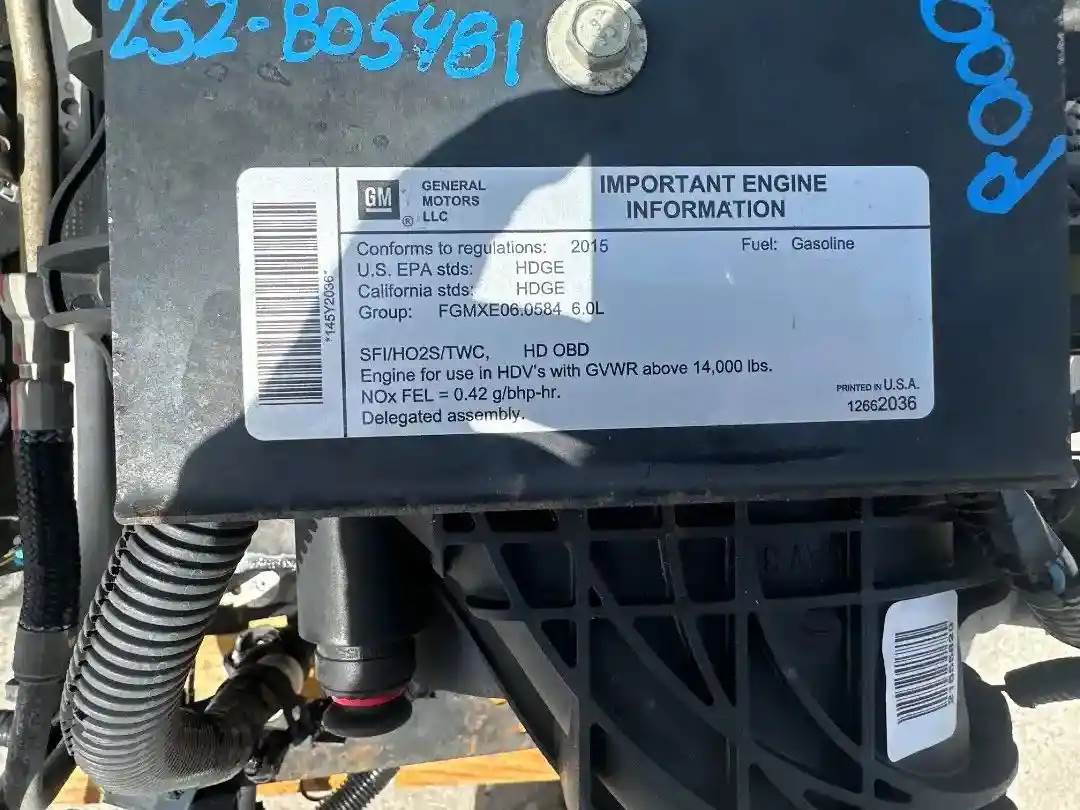 252-B05481
GM
®
GENERAL
MOTORS
LLC
IMPORTANT ENGINE
INFORMATION
Conforms to regulations: 2015
Fuel: Gasoline
U.S. EPA stds: HDGE
California stds: HDGE
Group: FGMXE06.0584 6.0L
SFI/HO2S/TWC, HD OBD
Engine for use in HDV's with GVWR above 14,000 lbs.
NOx FEL = 0.42 g/bhp-hr.
Delegated assembly.
PRINTED IN U.S.A.
12662036
*145Y2036*